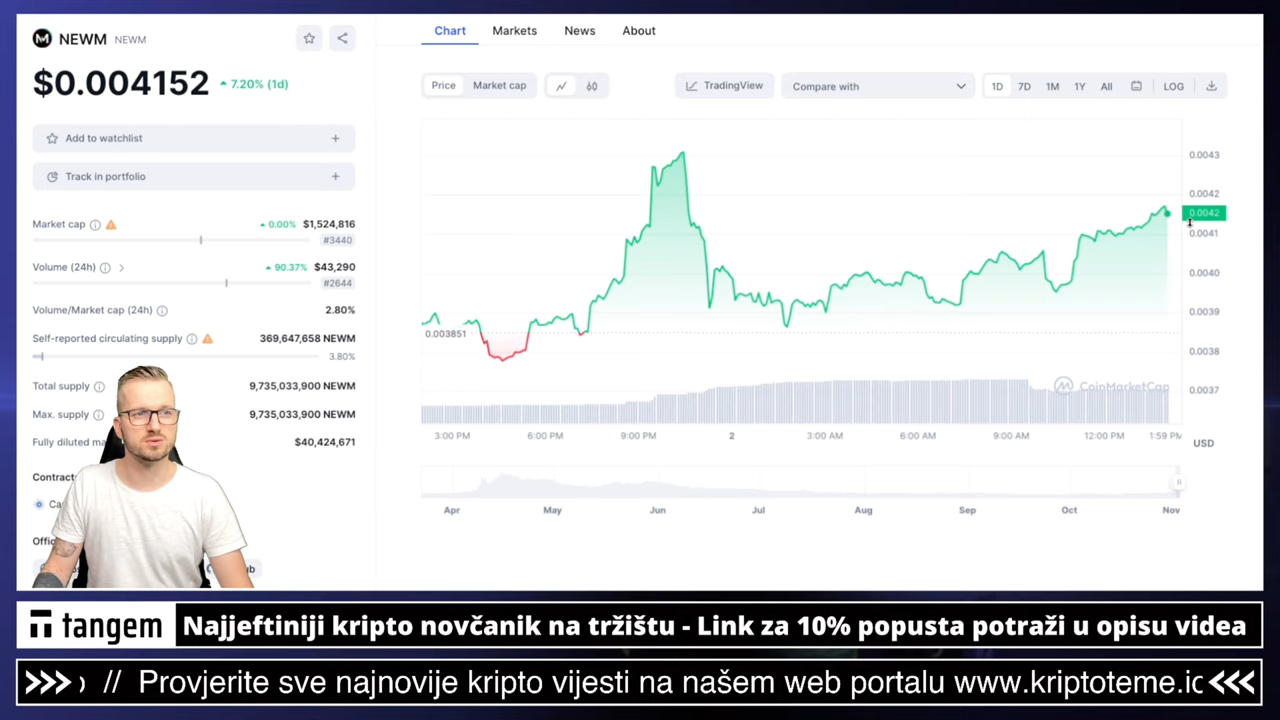 NEWM NEWM
$0.004152 7.20% (1d)
Add to watchlist +
Track in portfolio +
Market cap 0.00% $1,524,816
#3440
Volume (24h) 90.37% $43,290
#2644
Volume/Market cap (24h) 2.80%
Self-reported circulating supply 369,647,658 NEWM
3.80%
Total supply 9,735,033,900 NEWM
Max. supply 9,735,033,900 NEWM
Fully diluted $40,424,671
Chart Markets News About
Price Market cap TradingView Compare with 1D 7D 1M 1Y All LOG
0.0043
0.0042
0.0042
0.0041
0.0040
0.0039
0.003851
0.0038
0.0037
CoinMarketCap
3:00 PM 6:00 PM 9:00 PM 2 3:00 AM 6:00 AM 9:00 AM 12:00 PM 1:59 PM
USD
Apr May Jun Jul Aug Sep Oct Nov
tangem Najjeftiniji kripto novčanik na tržištu - Link za 10% popusta potraži u opisu videa
// Provjerite sve najnovije kripto vijesti na našem web portalu www.kriptoteme.io